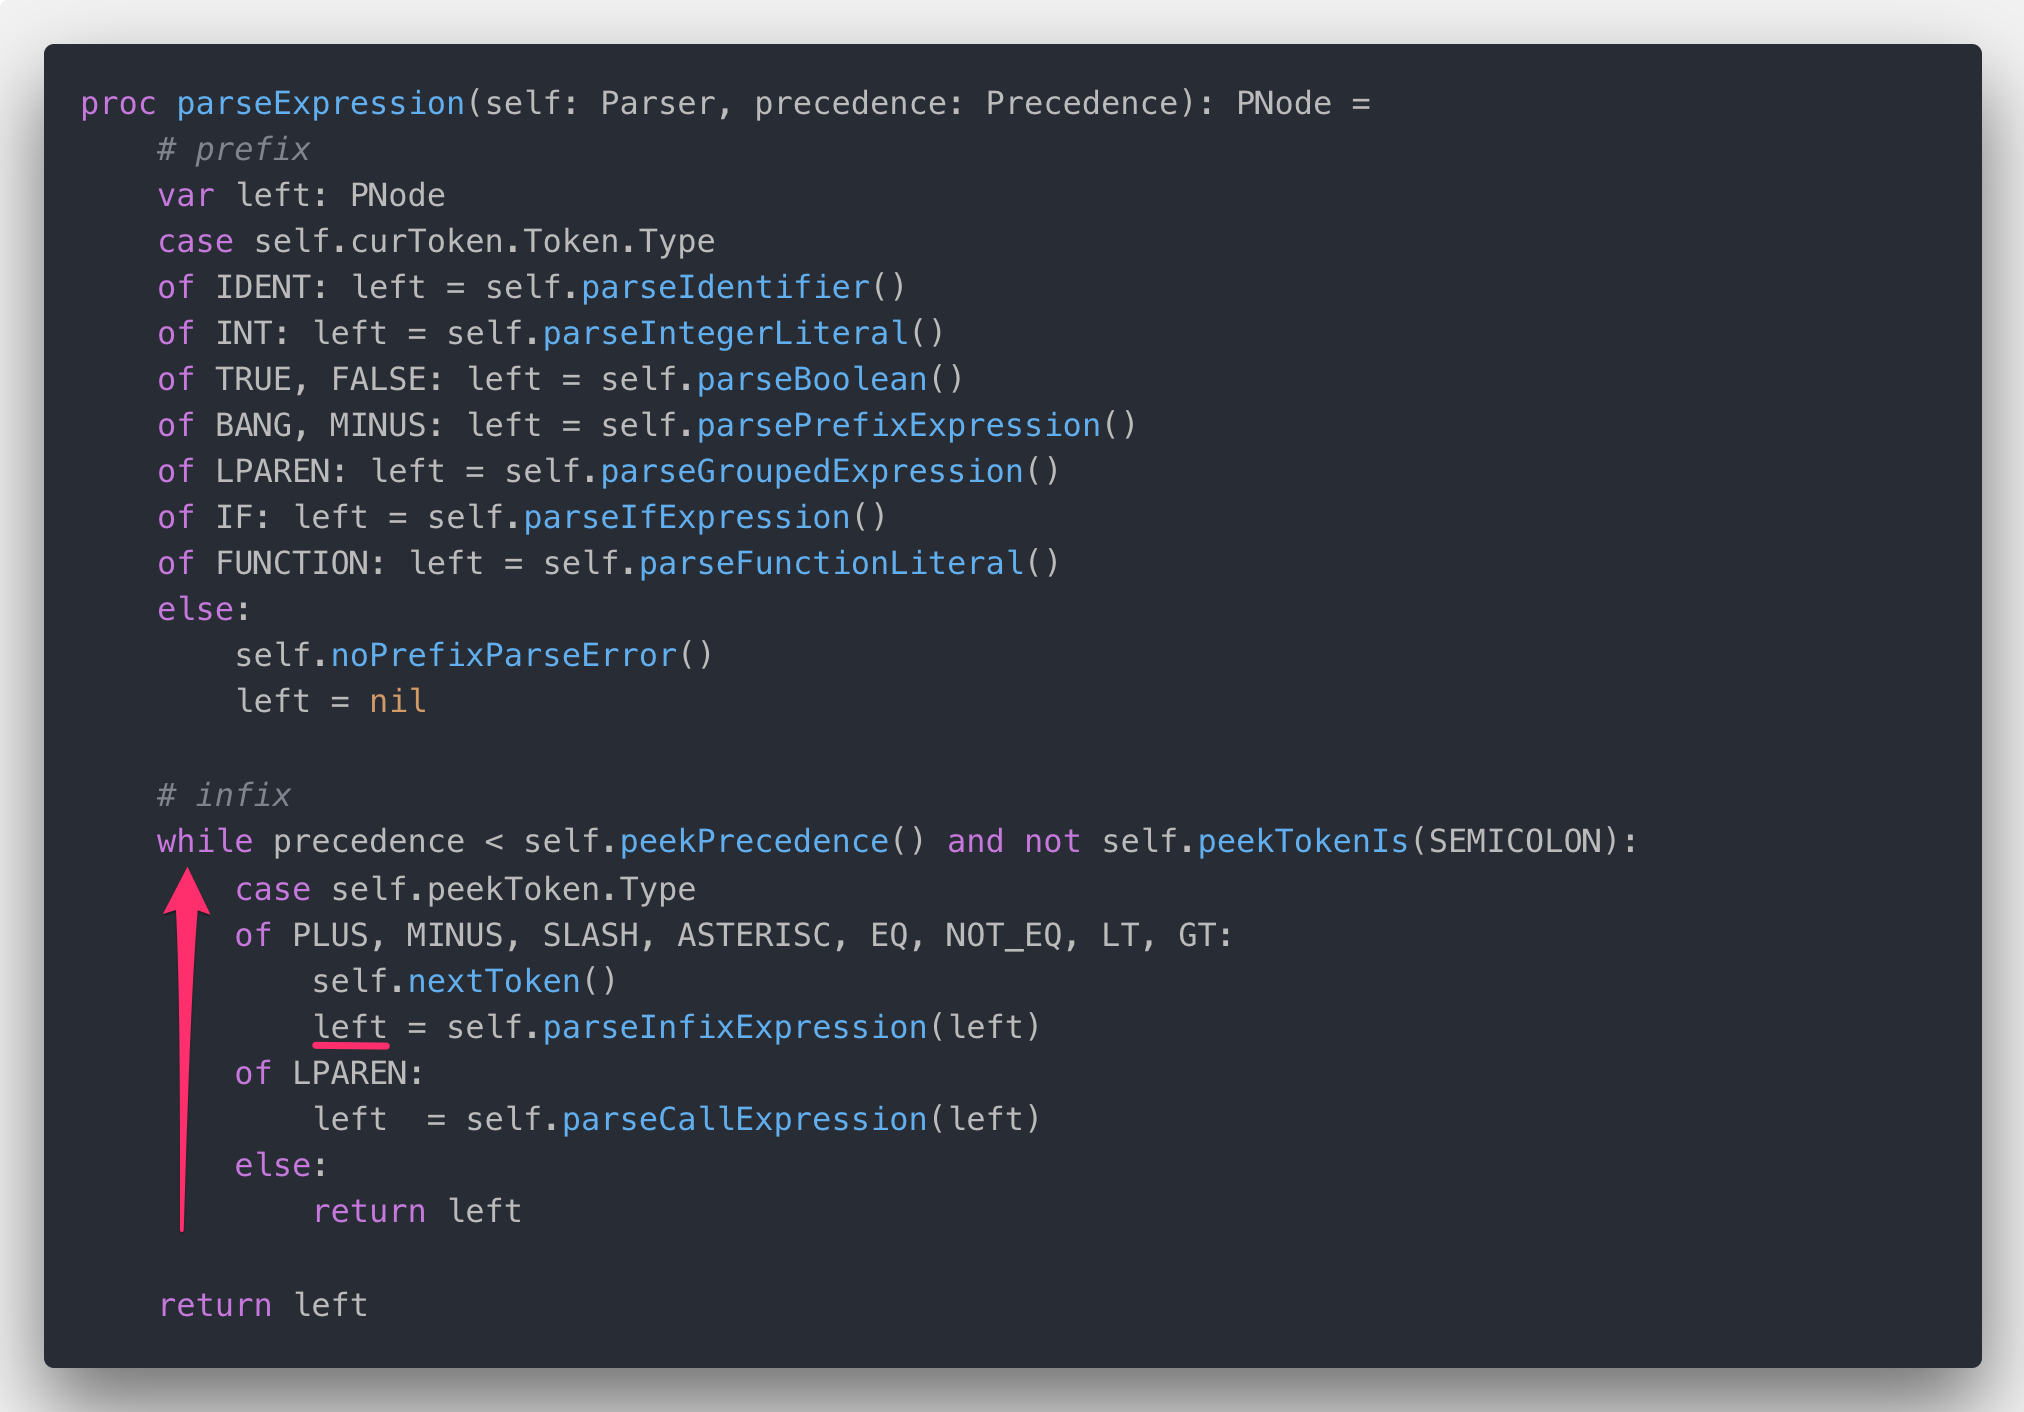 proc parseExpression(self: Parser, precedence: Precedence): PNode =
    # prefix
    var left: PNode
    case self.curToken.Token.Type
    of IDENT: left = self.parseIdentifier()
    of INT: left = self.parseIntegerLiteral()
    of TRUE, FALSE: left = self.parseBoolean()
    of BANG, MINUS: left = self.parsePrefixExpression()
    of LPAREN: left = self.parseGroupedExpression()
    of IF: left = self.parseIfExpression()
    of FUNCTION: left = self.parseFunctionLiteral()
    else:
        self.noPrefixParseError()
        left = nil

    # infix
    while precedence < self.peekPrecedence() and not self.peekTokenIs(SEMICOLON):
        case self.peekToken.Type
        of PLUS, MINUS, SLASH, ASTERISC, EQ, NOT_EQ, LT, GT:
            self.nextToken()
            left = self.parseInfixExpression(left)
        of LPAREN:
            left  = self.parseCallExpression(left)
        else:
            return left

    return left